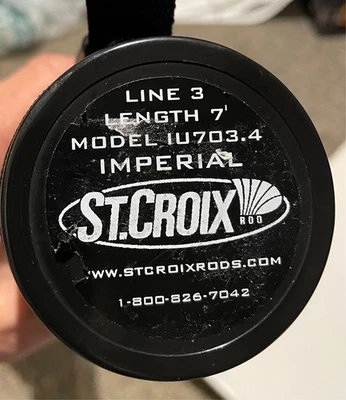 LINE 3
LENGTH 7'
MODEL IU703.4
IMPERIAL
ST.CROIX
ROD
WWW.STCROIXRODS.COM
1-800-826-7042